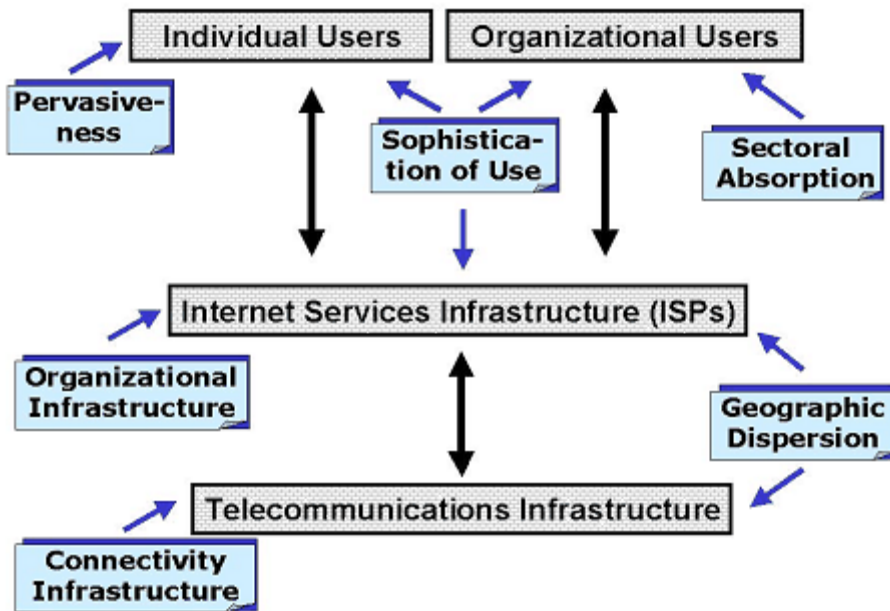 Individual Users
Organizational Users
Pervasive-
ness
Sophistica-
tion of Use
Sectoral
Absorption
Internet Services Infrastructure (ISPs)
Organizational
Infrastructure
Geographic
Dispersion
Telecommunications Infrastructure
Connectivity
Infrastructure